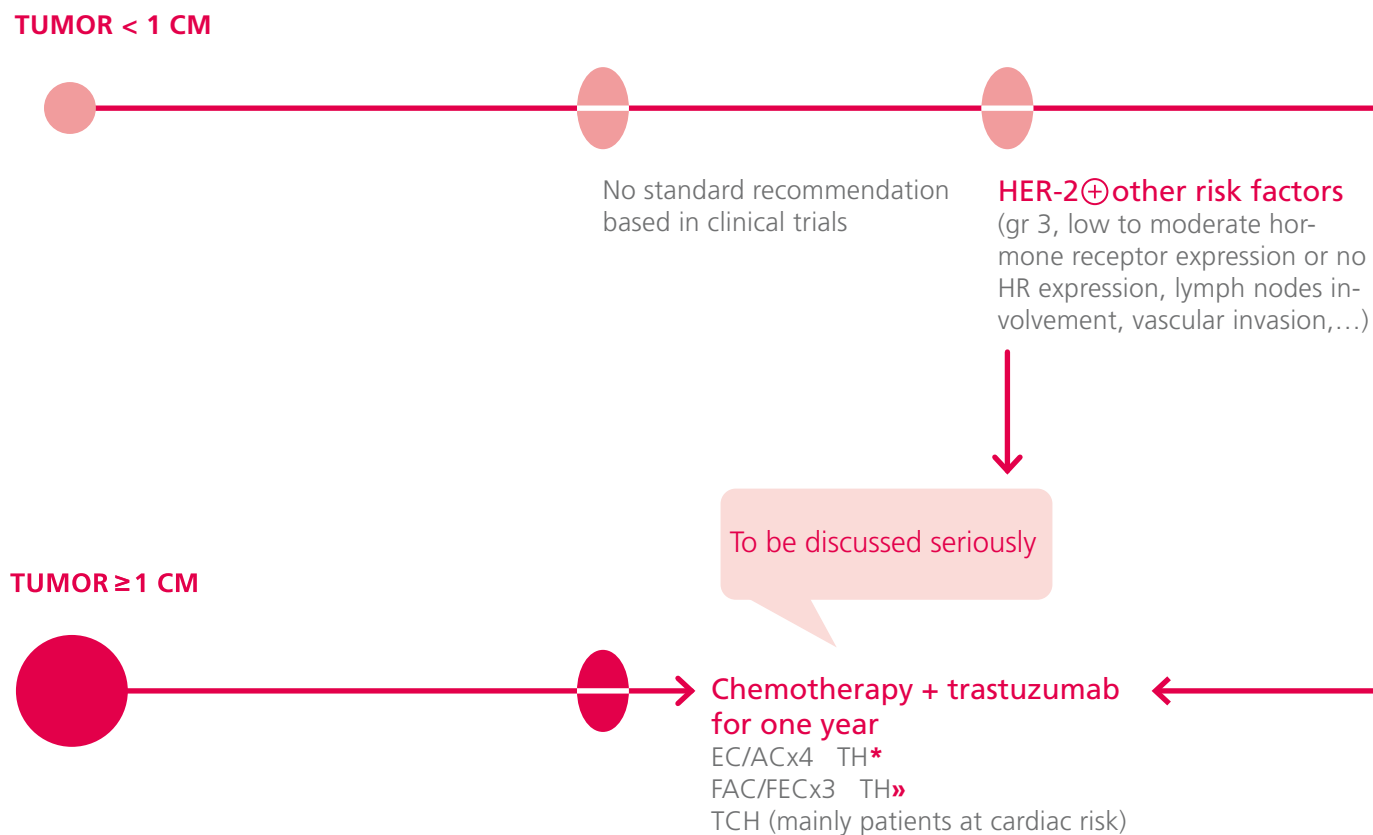 TUMOR < 1 CM
No standard recommendation
based in clinical trials
HER-2⊕other risk factors
(gr 3, low to moderate hor-
mone receptor expression or no
HR expression, lymph nodes in-
volvement, vascular invasion,…)
To be discussed seriously
TUMOR ≥ 1 CM
Chemotherapy + trastuzumab
for one year
EC/ACx4 TH*
FAC/FECx3 TH»
TCH (mainly patients at cardiac risk)